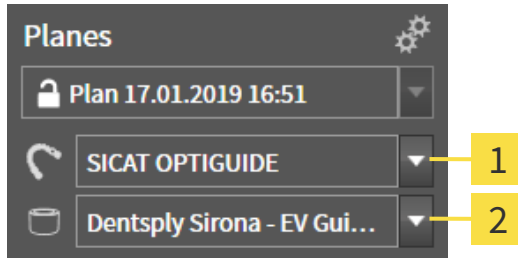 Planes
Plan 17.01.2019 16:51
SICAT OPTIGUIDE
1
Dentsply Sirona - EV Gui...
2